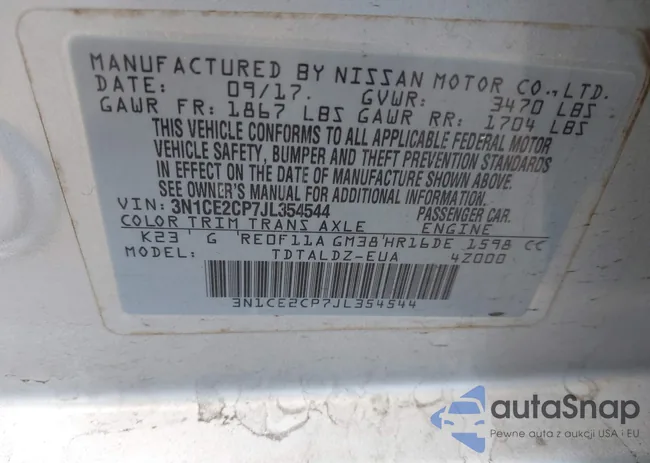 MANUFACTURED BY NISSAN MOTOR CO., LTD.
DATE: 09/17. GVWR: 3470 LBS
GAWR FR: 1867 LBS GAWR RR: 1704 LBS
THIS VEHICLE CONFORMS TO ALL APPLICABLE FEDERAL MOTOR
VEHICLE SAFETY, BUMPER AND THEFT PREVENTION STANDARDS
IN EFFECT ON THE DATE OF MANUFACTURE SHOWN ABOVE.
SEE OWNER'S MANUAL FOR ADDITIONAL INFORMATION.
VIN: 3N1CE2CP7JL354544 PASSENGER CAR.
COLOR TRIM TRANS AXLE ENGINE
K23' G 'RE0F11A GM38'HR16DE 1598 CC
MODEL: TDTALDZ-EUA 4Z000
3N1CE2CP7JL354544
autaSnap
Pewne auta z aukcji USA i EU